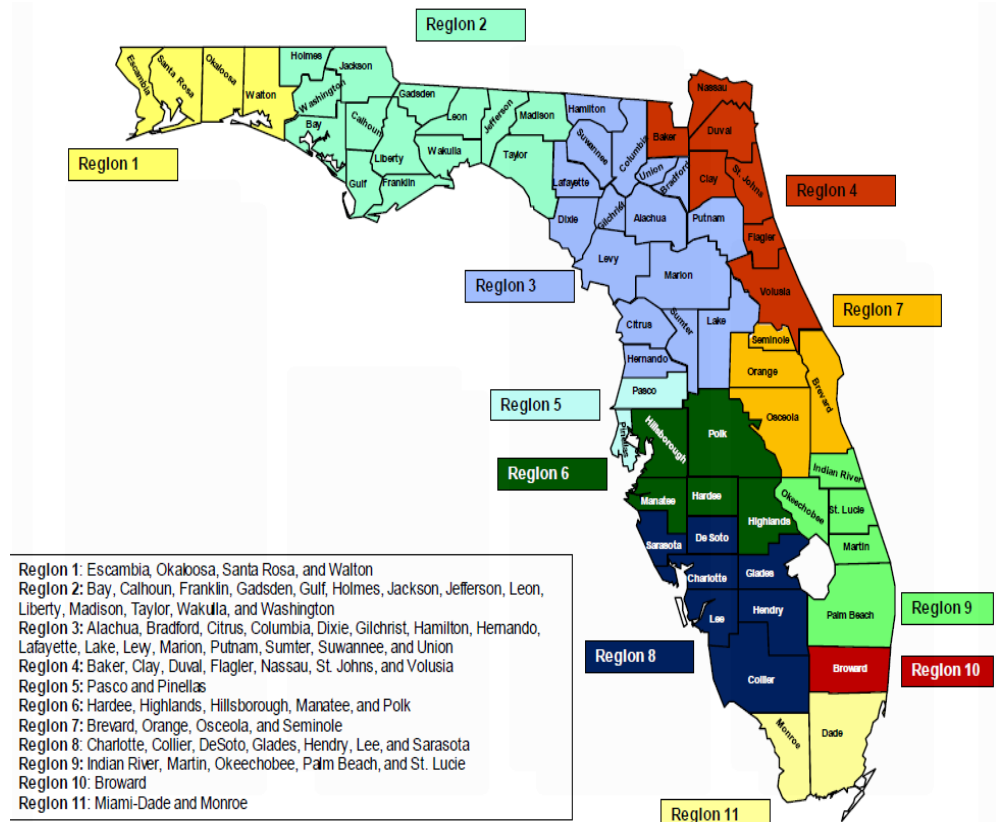 Region 2
Holmes
Jackson
Escambia
Santa Rosa
Okaloosa
Walton
Washington
Bay
Calhoun
Gadsden
Leon
Jefferson
Madison
Hamilton
Nassau
Liberty
Wakulla
Taylor
Suwannee
Columbia
Baker
Duval
Region 1
Gulf
Franklin
Lafayette
Union
Bradford
Clay
St. Johns
Region 4
Dixie
Gilchrist
Alachua
Putnam
Flagler
Levy
Marion
Region 3
Volusia
Region 7
Citrus
Sumter
Lake
Seminole
Hernando
Orange
Brevard
Pasco
Region 5
Osceola
Pinellas
Hillsborough
Polk
Region 6
Indian River
Manatee
Hardee
Highlands
Okeechobee
St. Lucie
Sarasota
De Soto
Martin
Charlotte
Glades
Lee
Hendry
Palm Beach
Region 9
Region 8
Collier
Broward
Region 10
Monroe
Dade
Region 11
Region 1: Escambia, Okaloosa, Santa Rosa, and Walton
Region 2: Bay, Calhoun, Franklin, Gadsden, Gulf, Holmes, Jackson, Jefferson, Leon,
Liberty, Madison, Taylor, Wakulla, and Washington
Region 3: Alachua, Bradford, Citrus, Columbia, Dixie, Gilchrist, Hamilton, Hernando,
Lafayette, Lake, Levy, Marion, Putnam, Sumter, Suwannee, and Union
Region 4: Baker, Clay, Duval, Flagler, Nassau, St. Johns, and Volusia
Region 5: Pasco and Pinellas
Region 6: Hardee, Highlands, Hillsborough, Manatee, and Polk
Region 7: Brevard, Orange, Osceola, and Seminole
Region 8: Charlotte, Collier, DeSoto, Glades, Hendry, Lee, and Sarasota
Region 9: Indian River, Martin, Okeechobee, Palm Beach, and St. Lucie
Region 10: Broward
Region 11: Miami-Dade and Monroe